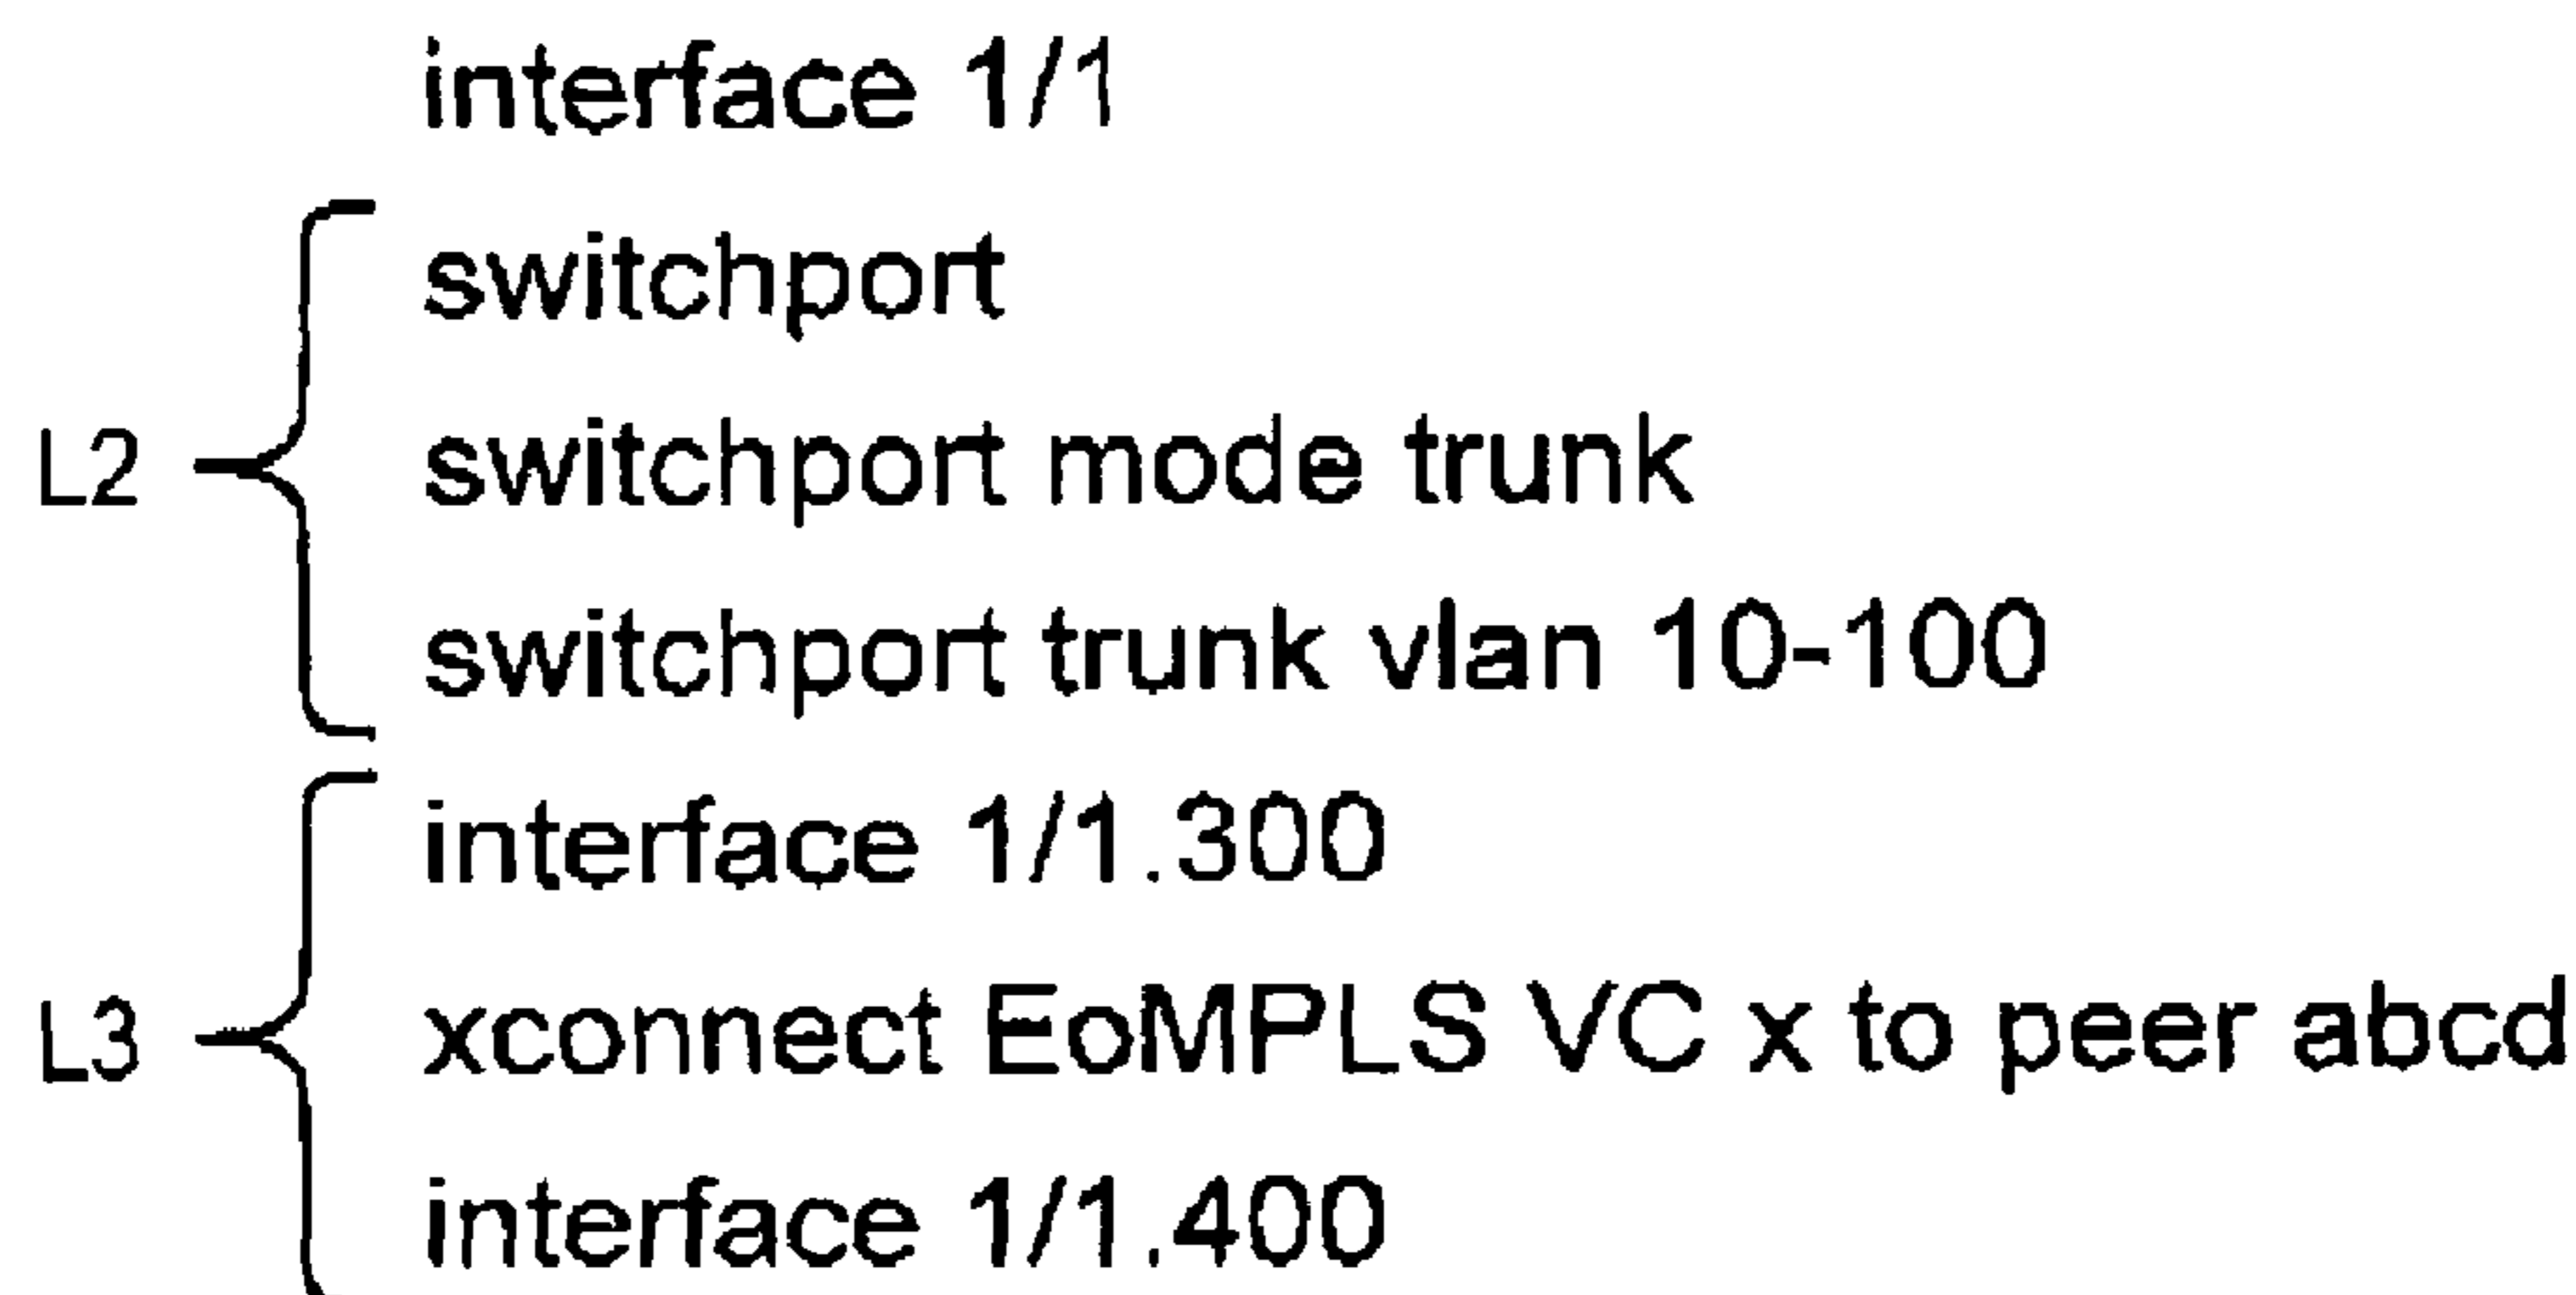 interface 1/1
switchport
L2 switchport mode trunk
switchport trunk vlan 10-100
interface 1/1.300
L3 xconnect EoMPLS VC x to peer abcd
interface 1/1.400